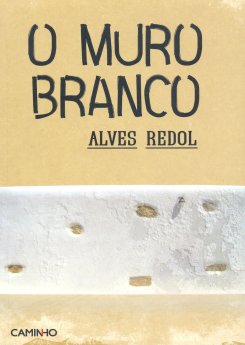 O MURO
BRANCO
ALVES REDOL
CAMINHO